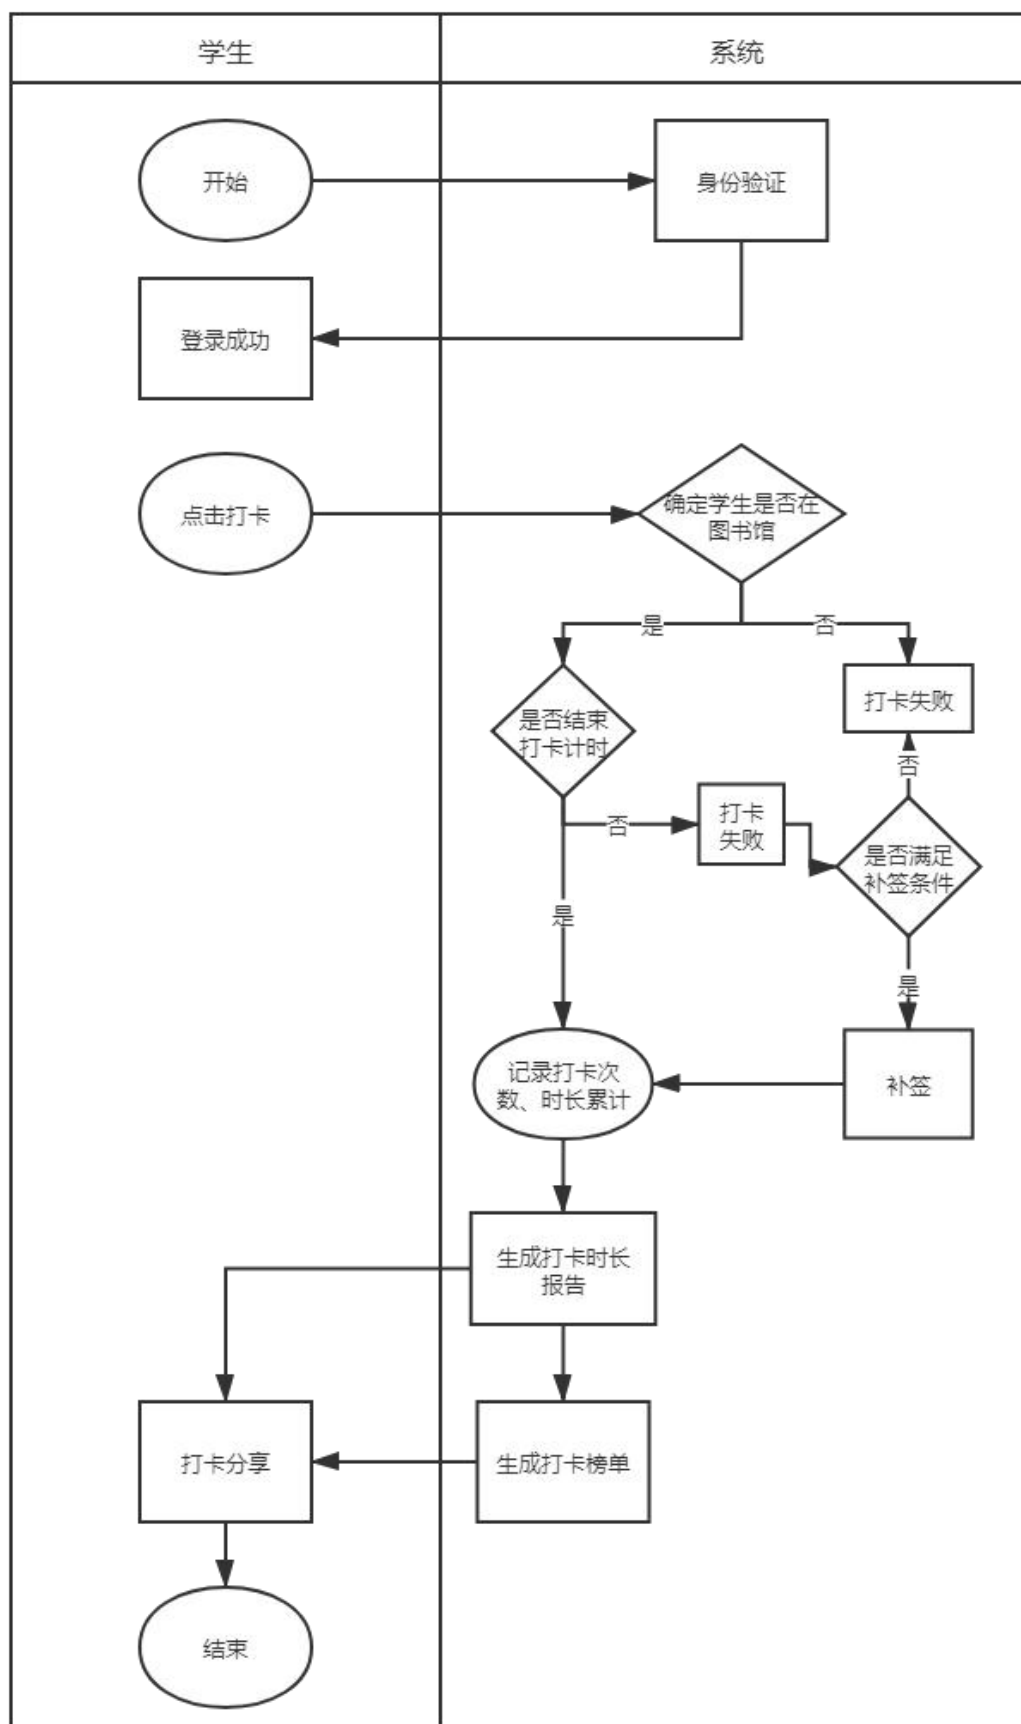 学生
系统
开始
身份验证
登录成功
点击打卡
确定学生是否在
图书馆
是
否
是否结束
打卡计时
打卡失败
否
否
打卡
失败
是否满足
补签条件
是
是
记录打卡次
数、时长累计
补签
生成打卡时长
报告
打卡分享
生成打卡榜单
结束